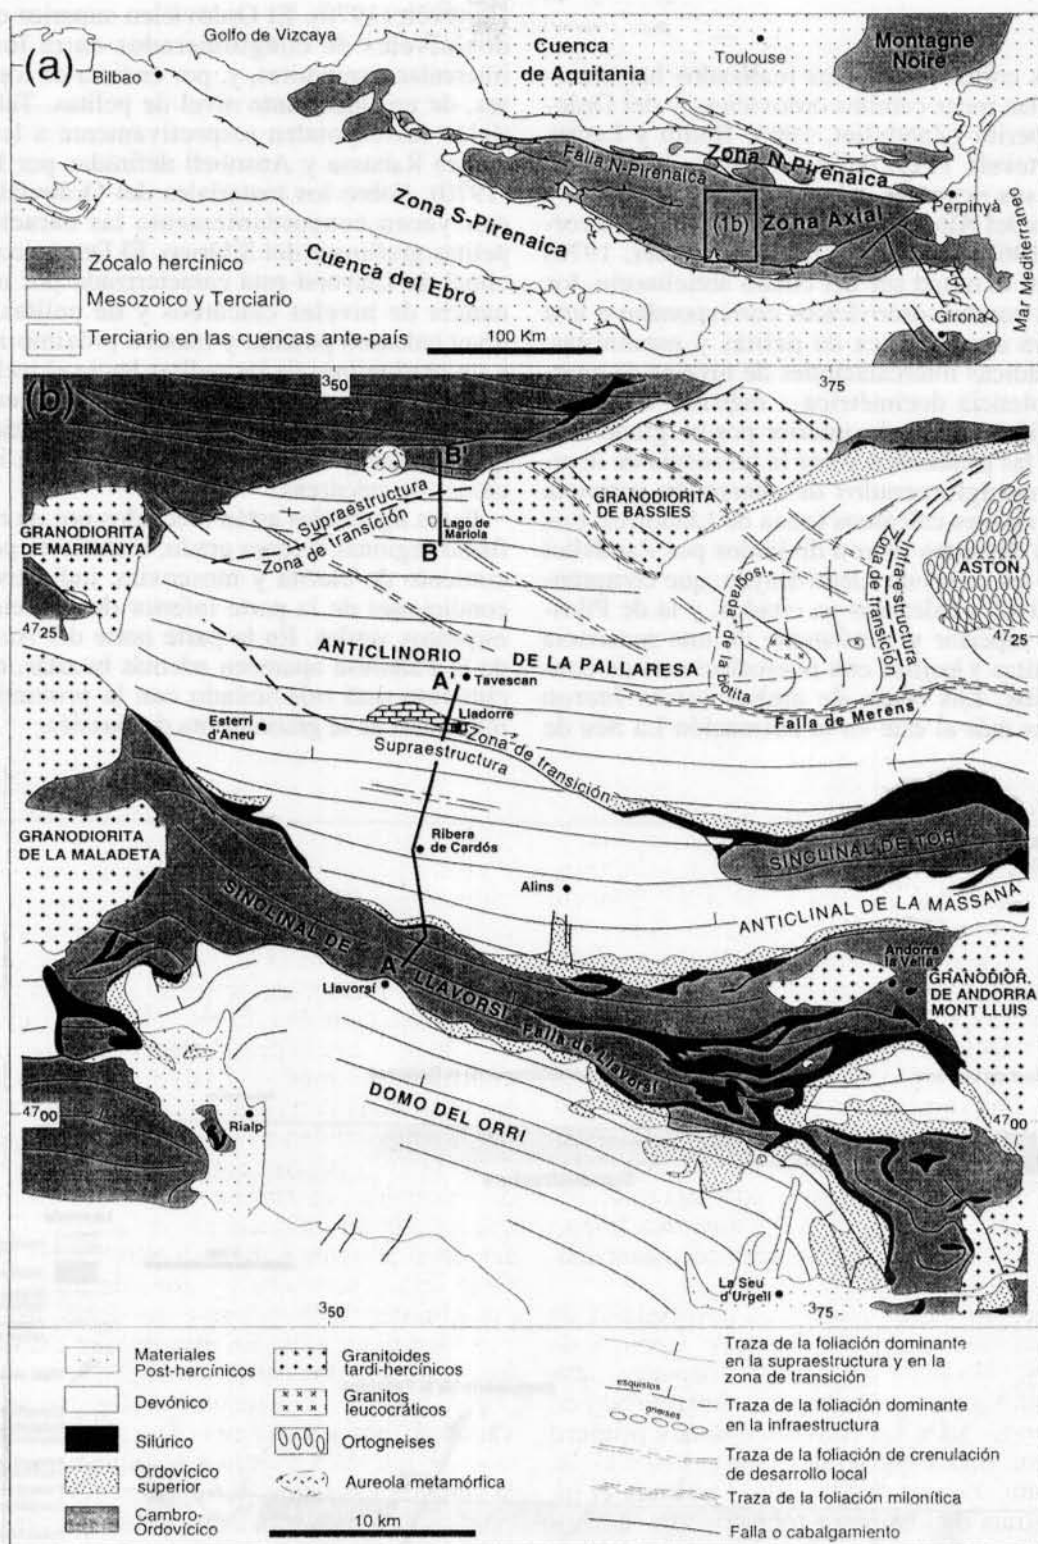 (a)
Golfo de Vizcaya
Bilbao
Cuenca
de Aquitania
Toulouse
Montagne
Noire
Falla N-Pirenaica
Zona N-Pirenaica
Zona S-Pirenaica
(1b)
Zona Axial
Perpinyà
Cuenca del Ebro
Girona
Mar Mediterraneo
Zócalo hercínico
Mesozoico y Terciario
Terciario en las cuencas ante-país
100 Km
(b)
350
375
B'
GRANODIORITA
DE MARIMANYA
Supraestructura
Zona de transición
Lago de
Mariola
B
GRANODIORITA
DE BASSIES
Isograda de la biotita
Zona de transición
Infraestructura
ASTON
4725
4725
ANTICLINORIO DE LA PALLARESA
A'
Tavescan
Lladorre
Esterri
d'Aneu
Supraestructura
Zona de transición
Falla de Merens
GRANODIORITA
DE LA MALADETA
Ribera
de Cardós
SINCLINAL DE TOR
Alins
ANTICLINAL DE LA MASSANA
SINCLINAL DE LLAVORSI
A
Llavorsí
Falla de Llavorsí
Andorra
la Vella
GRANODIOR.
DE ANDORRA
MONT LLUIS
4700
4700
Rialp
DOMO DEL ORRI
La Seu
d'Urgell
350
375
Materiales
Post-hercínicos
Devónico
Silúrico
Ordovícico
superior
Cambro-
Ordovícico
Granitoides
tardi-hercínicos
Granitos
leucocráticos
Ortogneises
Aureola metamórfica
10 km
Traza de la foliación dominante
en la supraestructura y en la
zona de transición
esquistos
gneises
Traza de la foliación dominante
en la infraestructura
Traza de la foliación de crenulación
de desarrollo local
Traza de la foliación milonítica
Falla o cabalgamiento